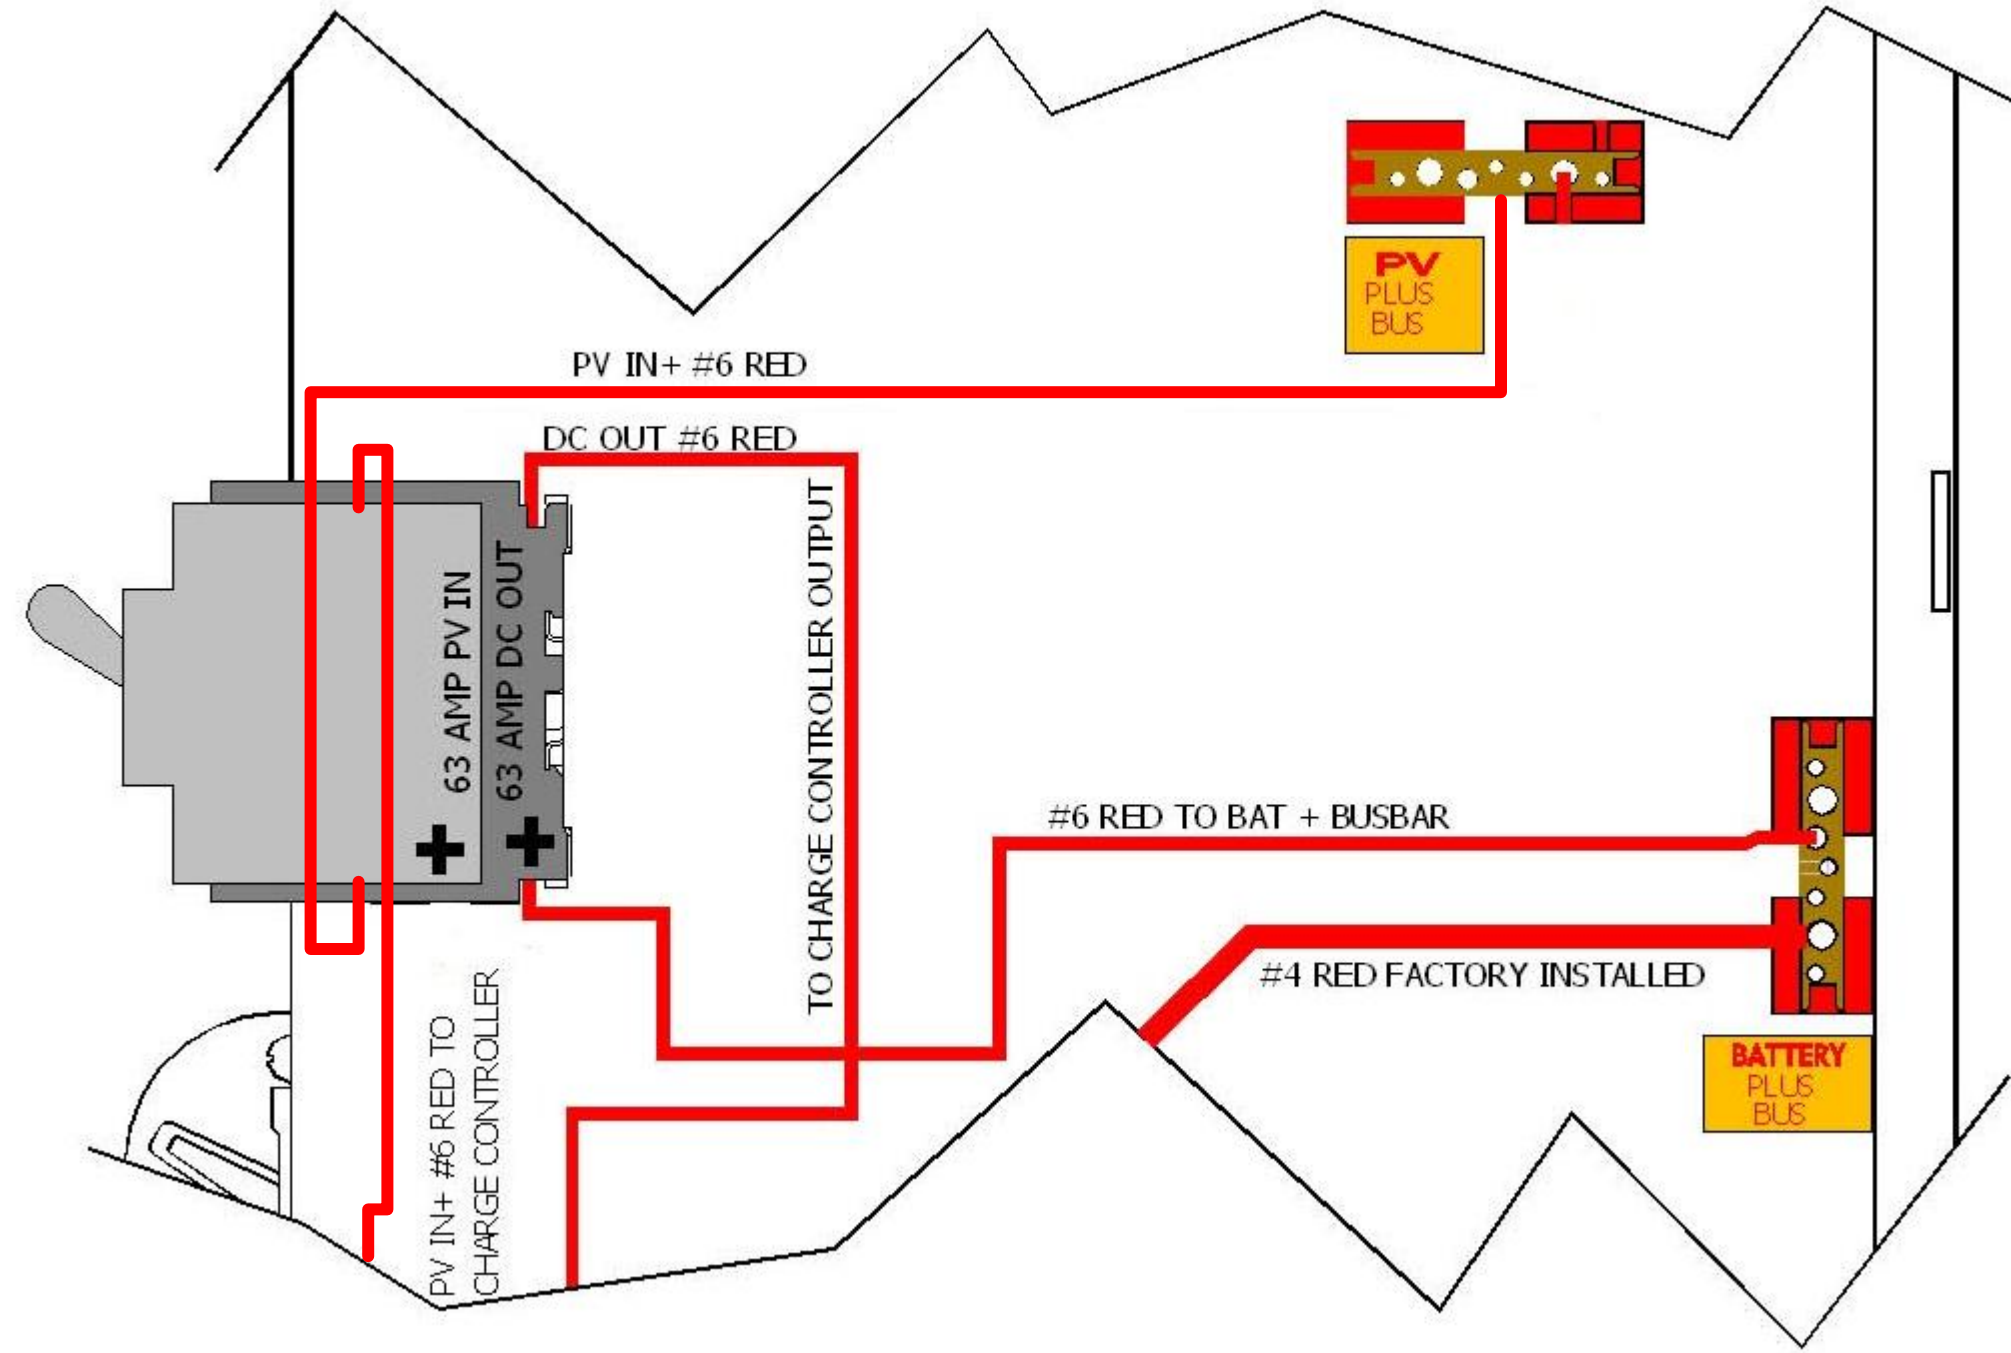 PV
PLUS
BUS
PV IN+ #6 RED
DC OUT #6 RED
TO CHARGE CONTROLLER OUTPUT
63 AMP PV IN
63 AMP DC OUT
+
+
#6 RED TO BAT + BUSBAR
#4 RED FACTORY INSTALLED
PV IN+ #6 RED TO
CHARGE CONTROLLER
BATTERY
PLUS
BUS